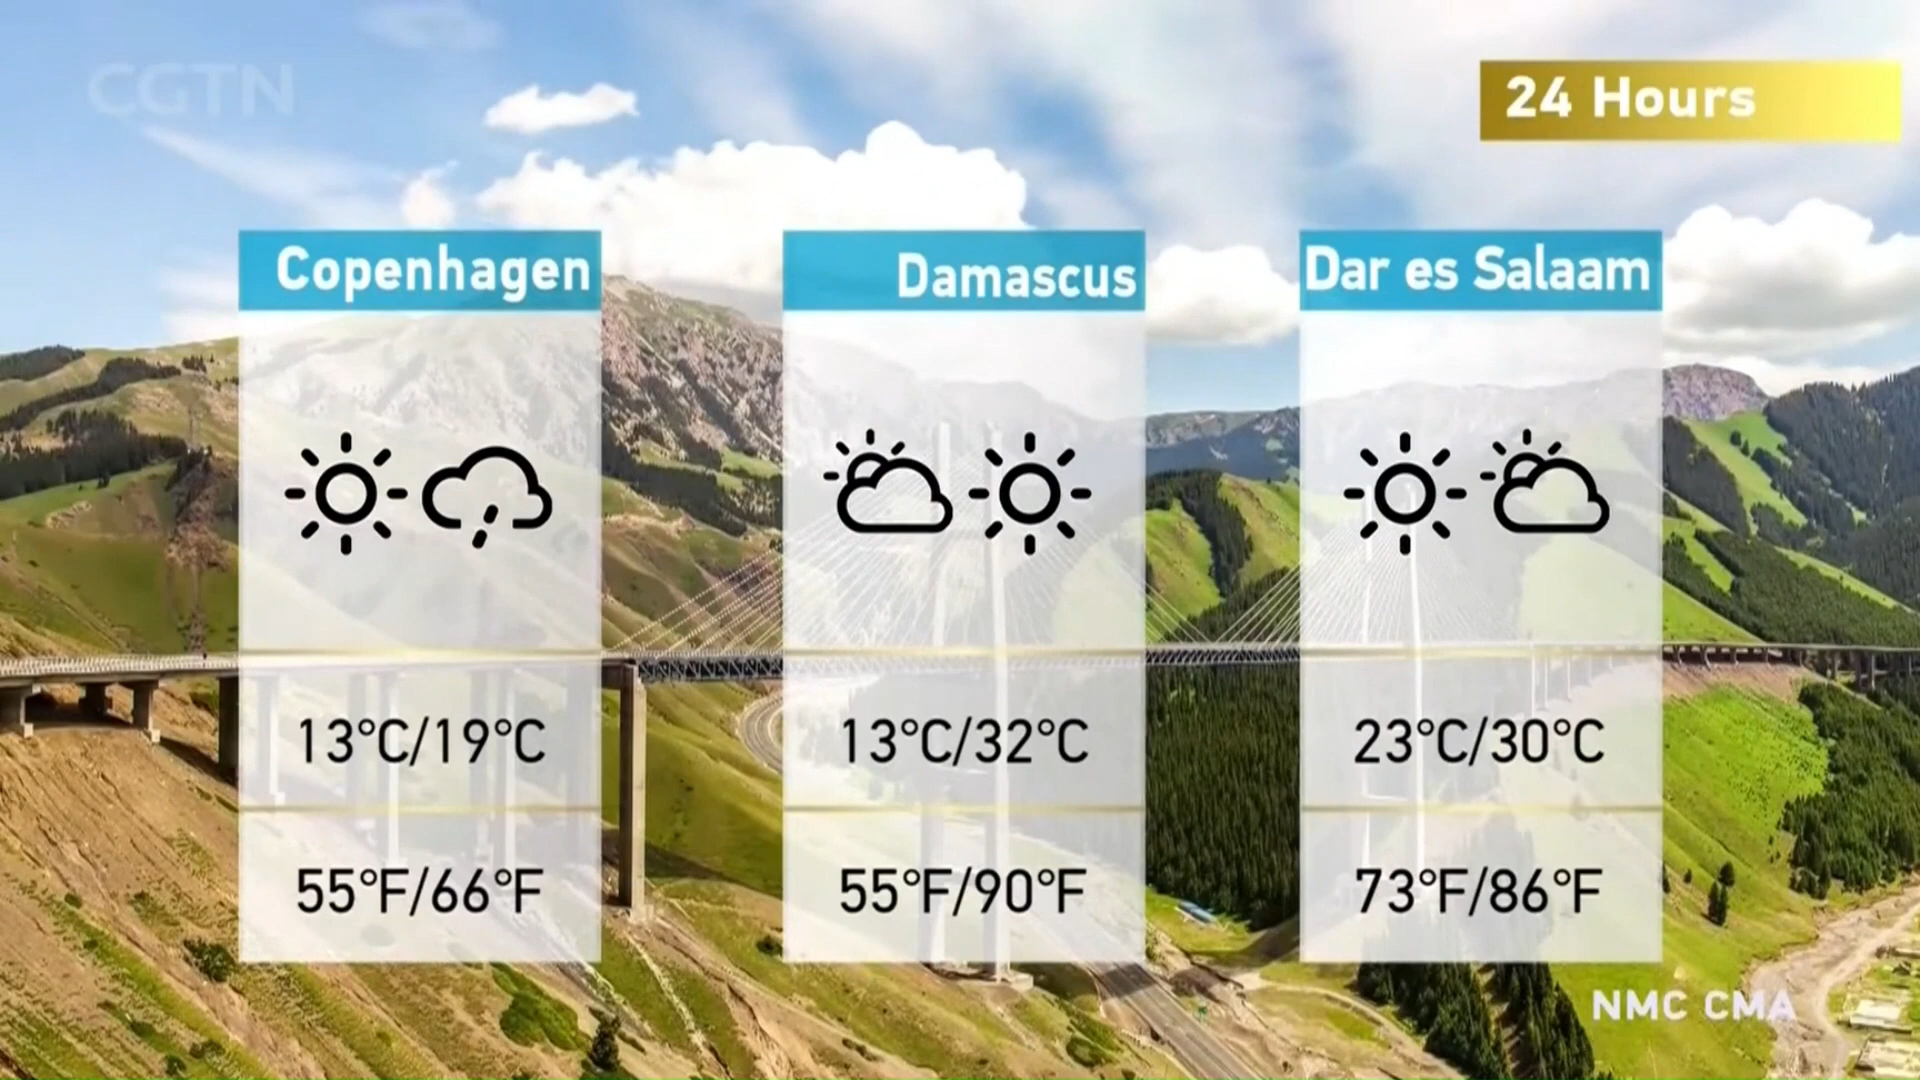 CGTN
24 Hours
Copenhagen
13°C/19°C
55°F/66°F
Damascus
13°C/32°C
55°F/90°F
Dar es Salaam
23°C/30°C
73°F/86°F
NMC CMA